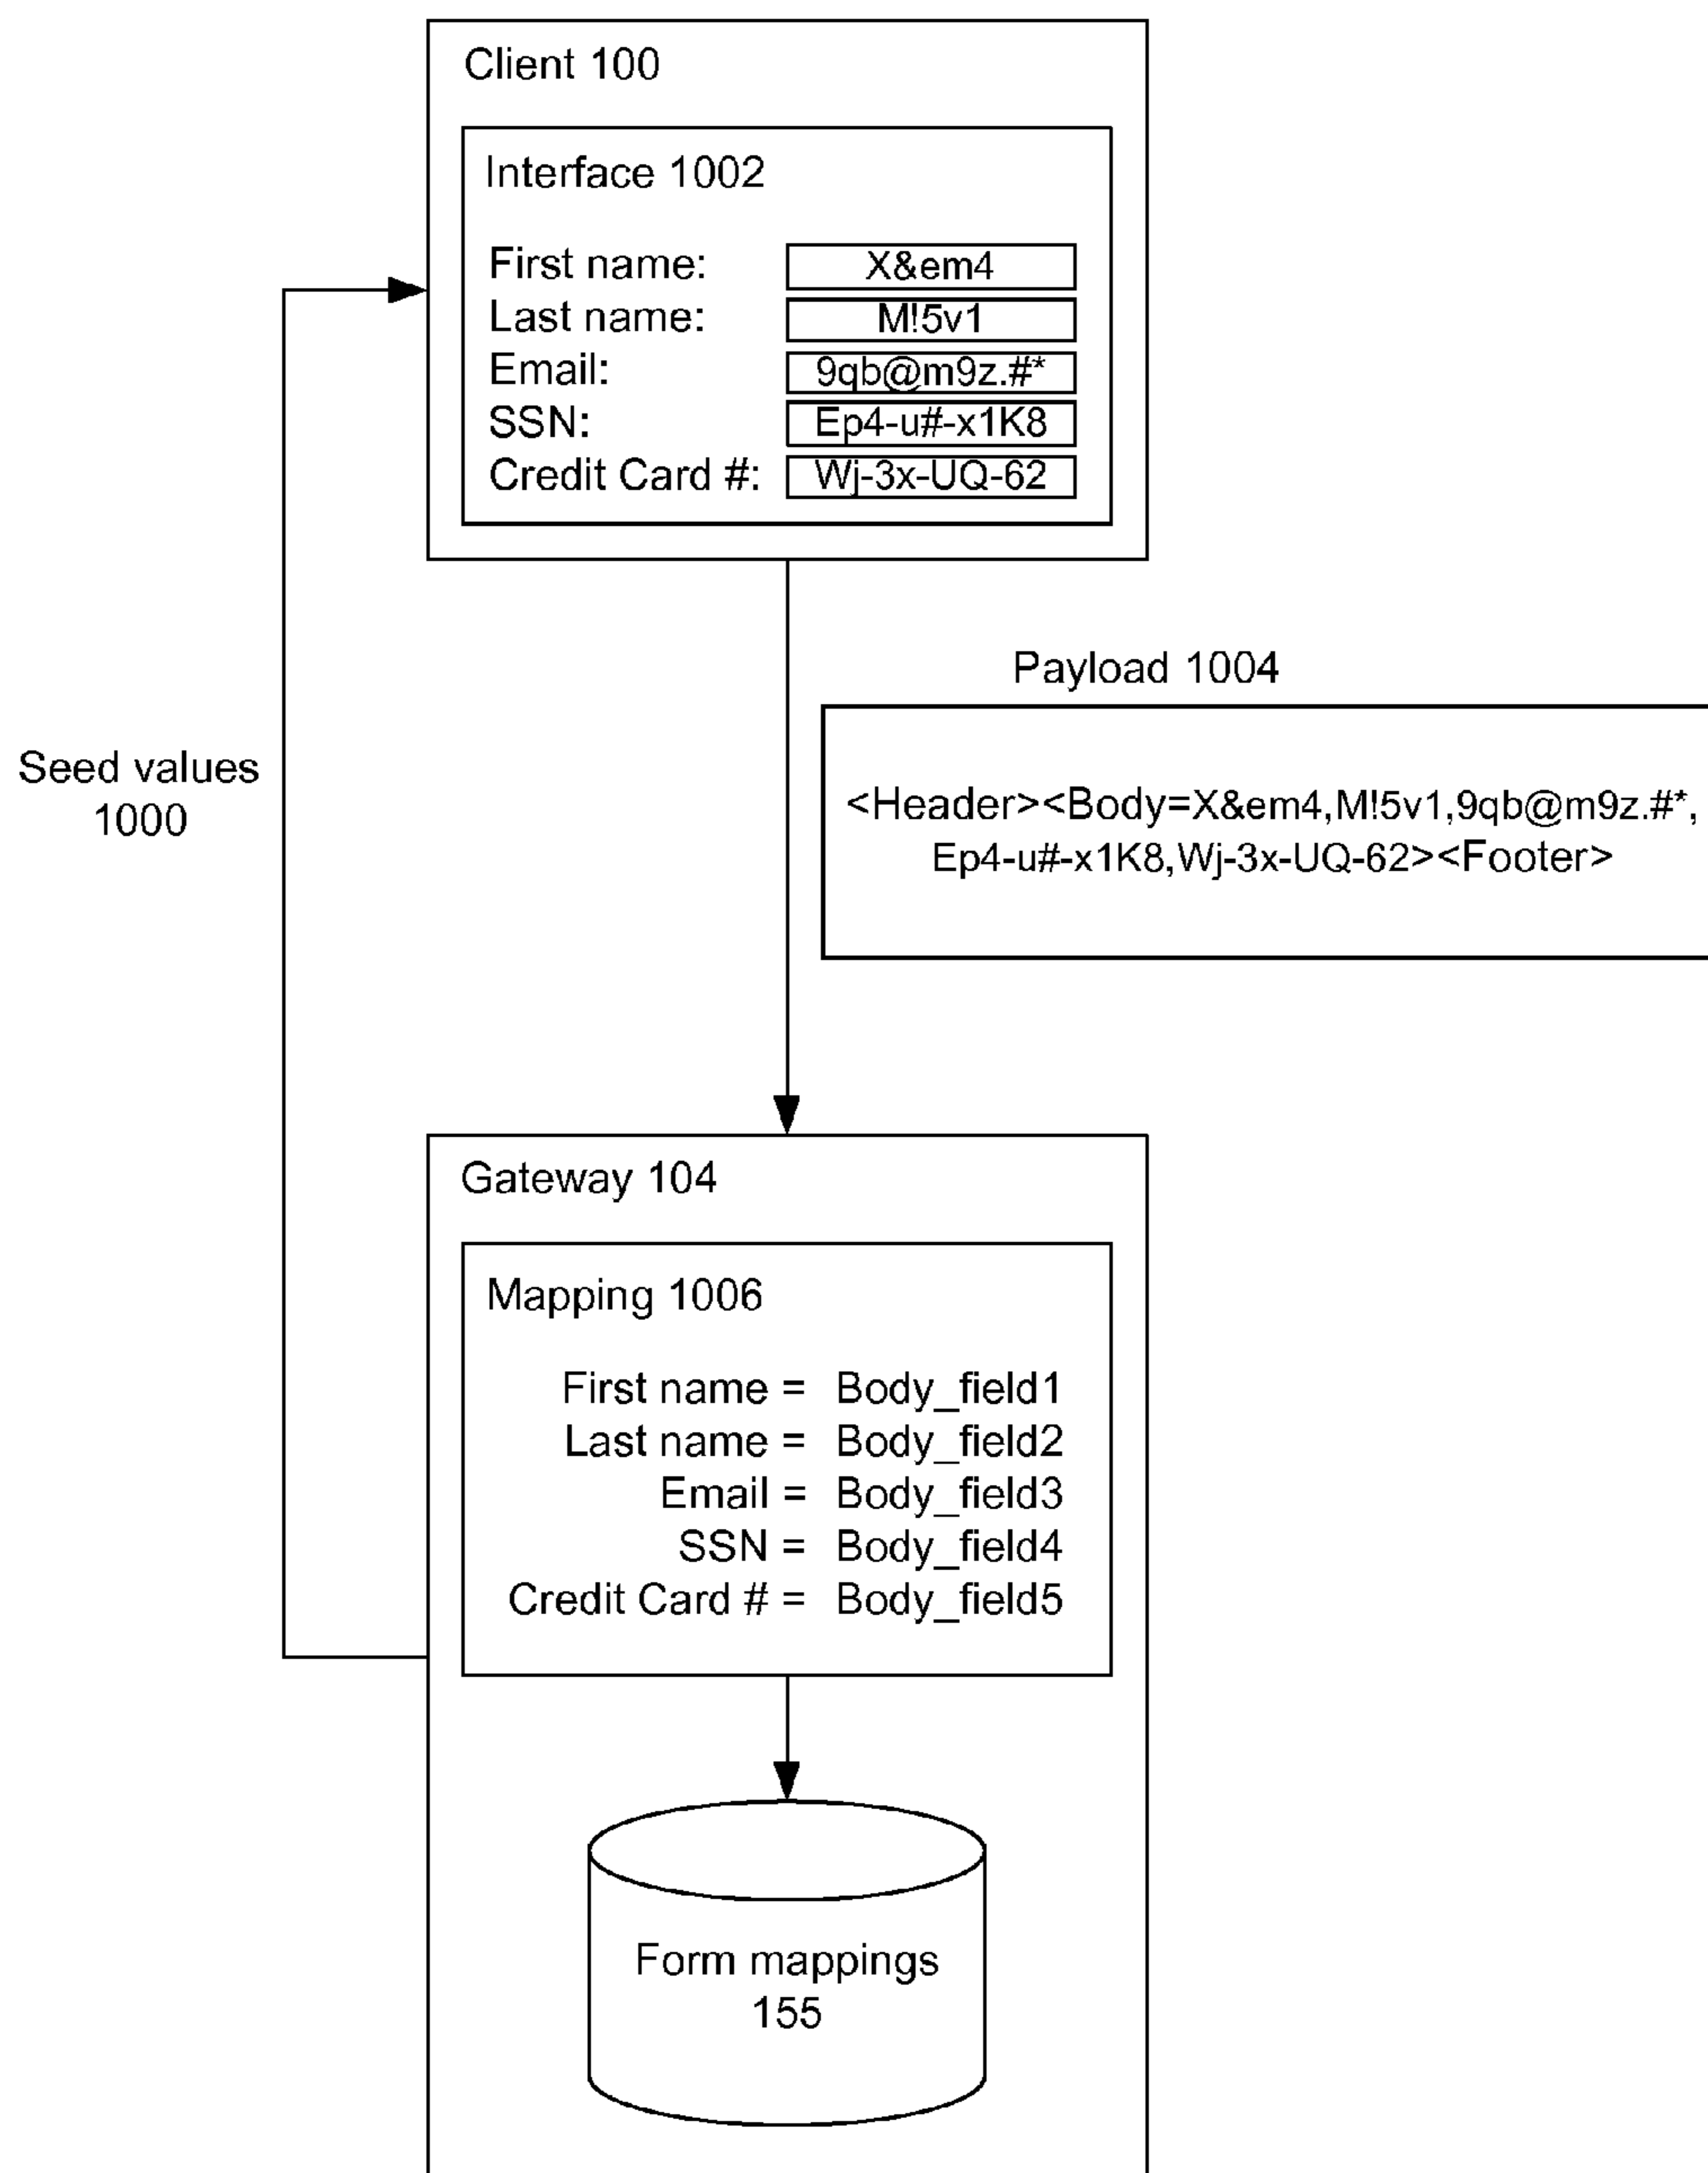 Client 100
Interface 1002
First name: X&em4
Last name: M!5v1
Email: 9qb@m9z.#*
SSN: Ep4-u#-x1K8
Credit Card #: Wj-3x-UQ-62
Payload 1004
<Header><Body=X&em4,M!5v1,9qb@m9z.#*,
Ep4-u#-x1K8,Wj-3x-UQ-62><Footer>
Seed values
1000
Gateway 104
Mapping 1006
First name = Body_field1
Last name = Body_field2
Email = Body_field3
SSN = Body_field4
Credit Card # = Body_field5
Form mappings
155